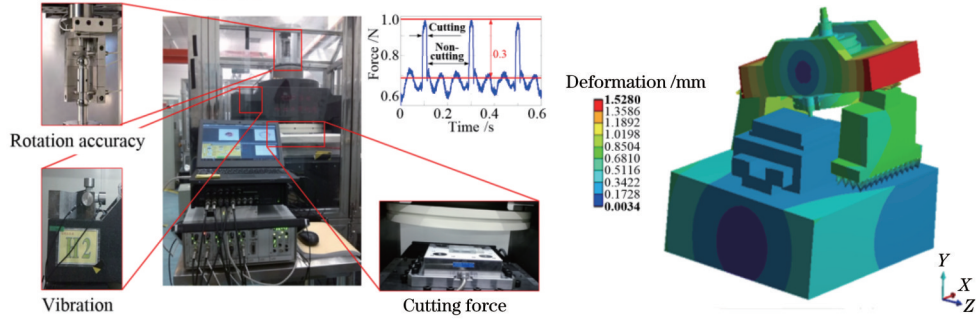 Rotation accuracy
H2
Vibration
Force /N
1.0
0.8
0.6
Cutting
Non-
cutting
0.3
0
0.2
0.4
0.6
Time /s
Cutting force
Deformation /mm
1.5280
1.3586
1.1892
1.0198
0.8504
0.6810
0.5116
0.3422
0.1728
0.0034
Y
X
Z